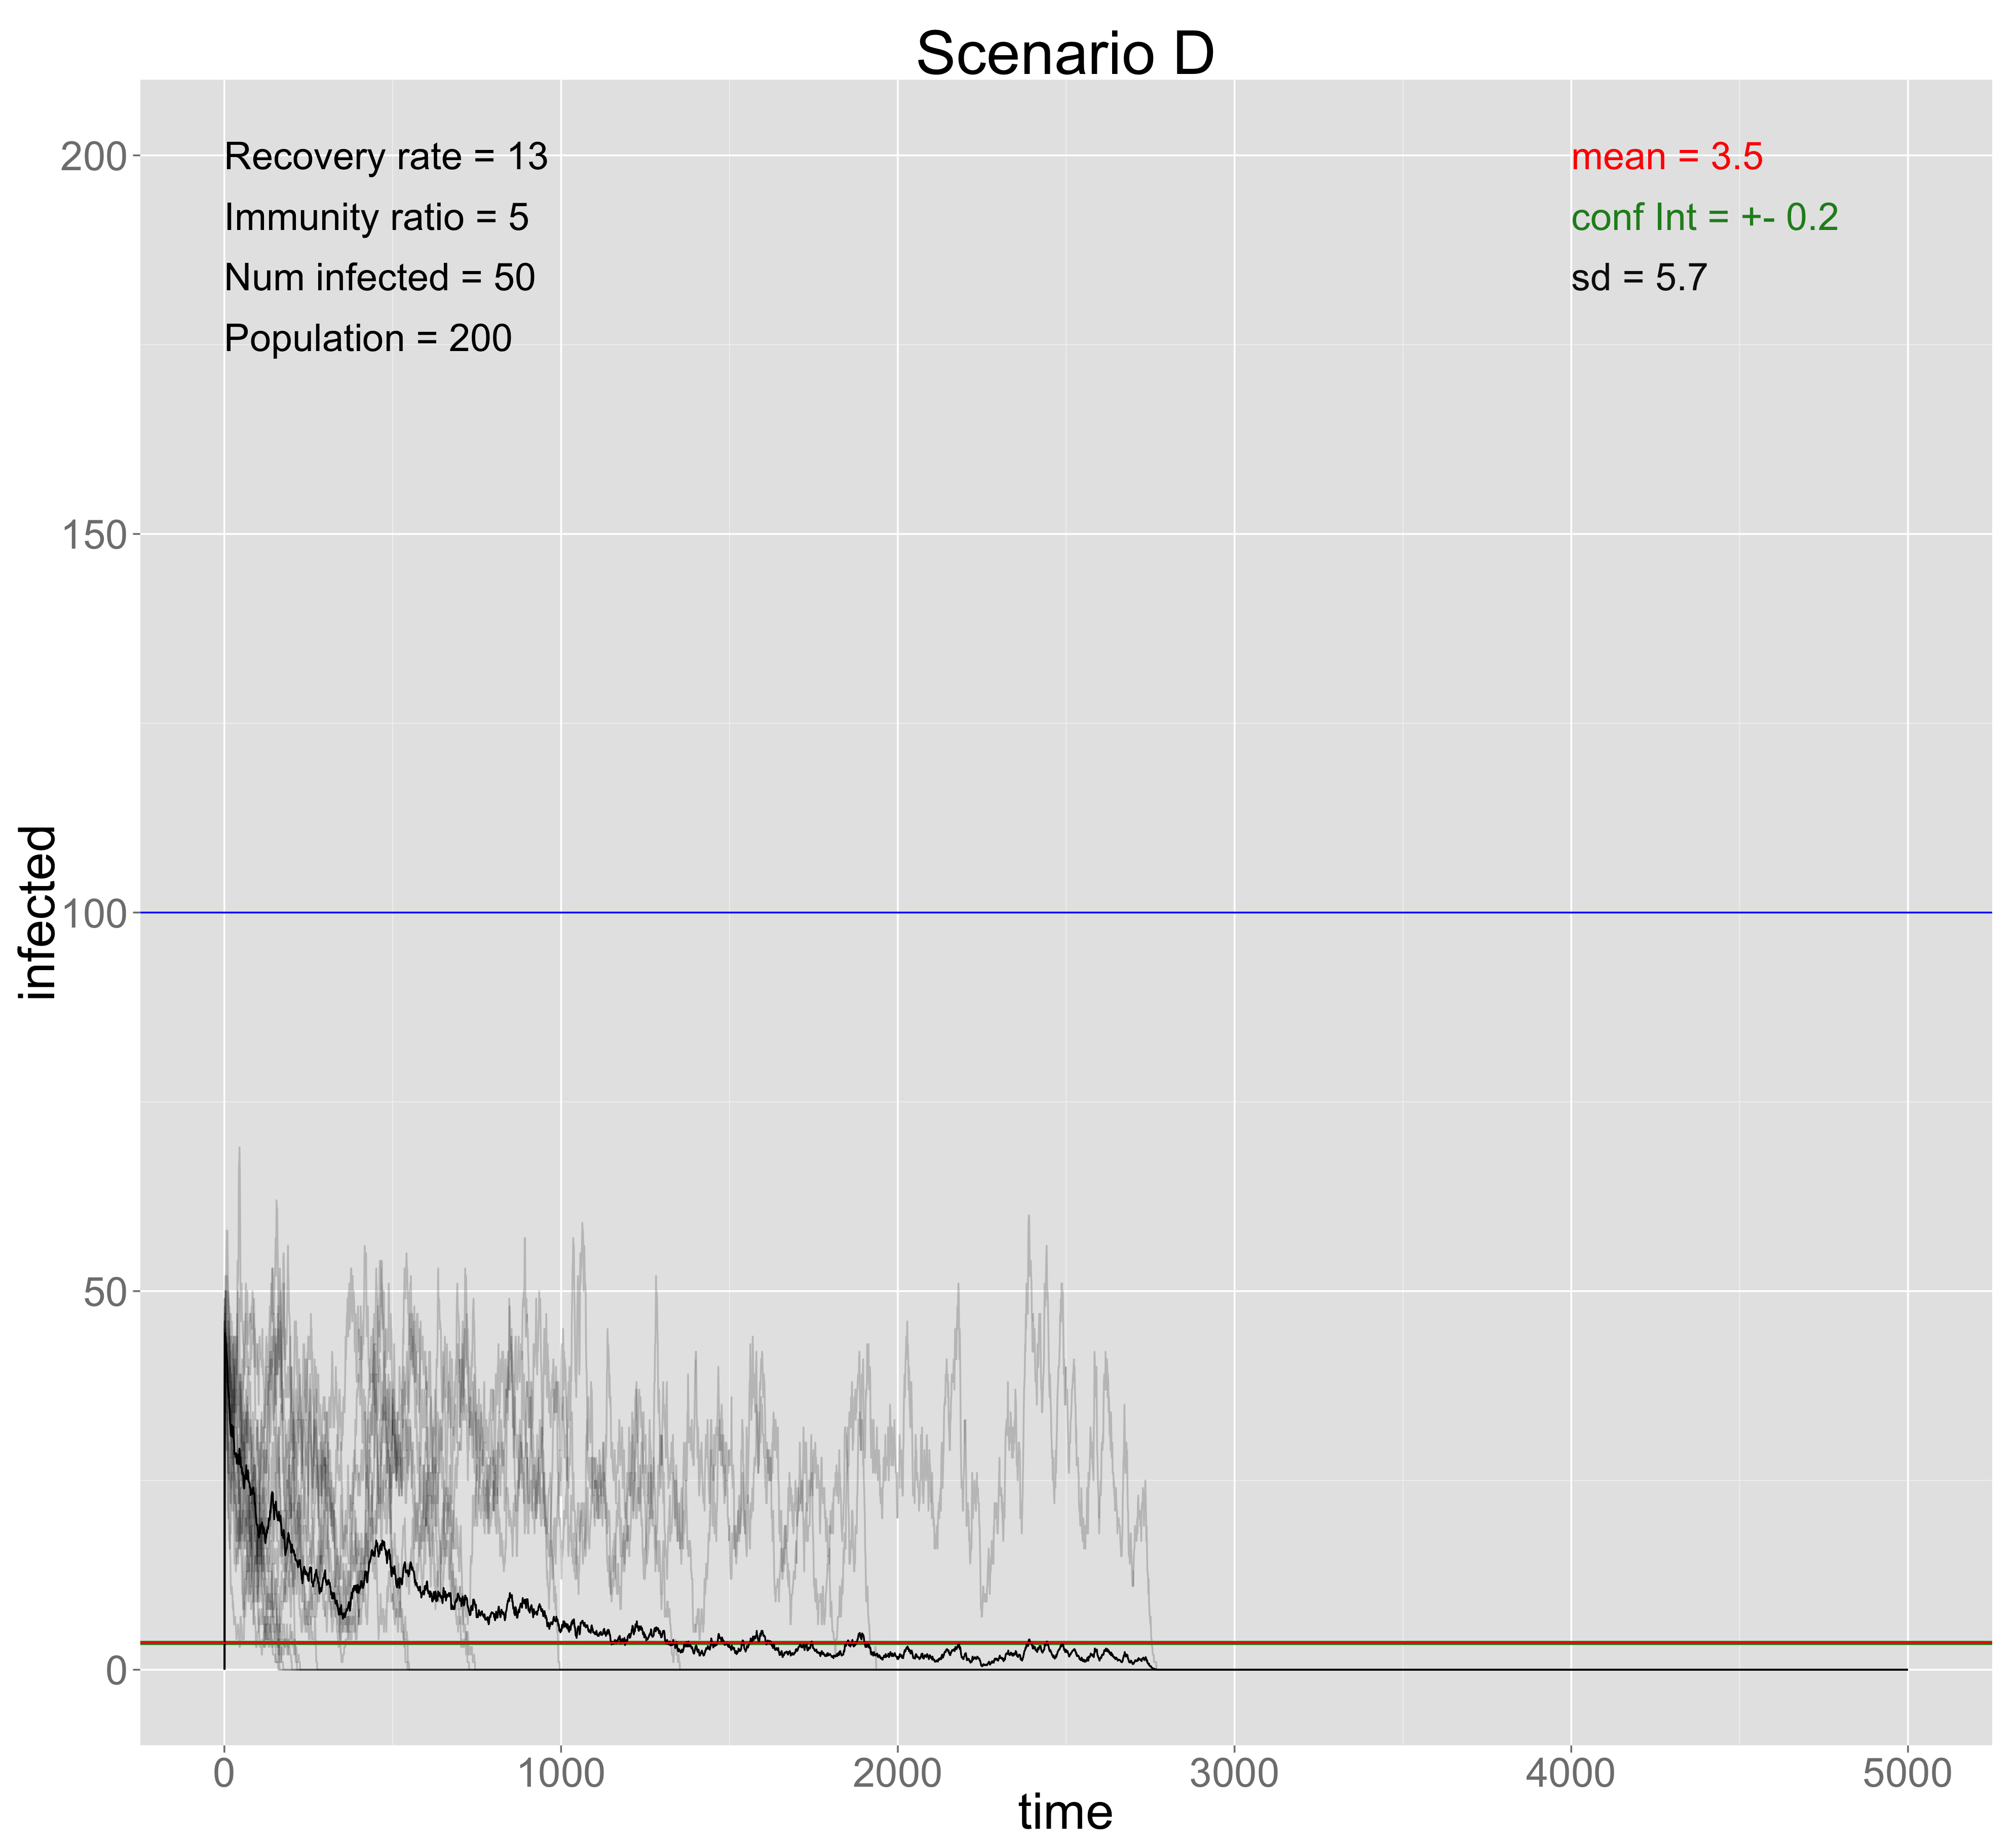 Scenario D
Recovery rate = 13
Immunity ratio = 5
Num infected = 50
Population = 200
mean = 3.5
conf Int = +- 0.2
sd = 5.7
infected
200
150
100
50
0
0 1000 2000 3000 4000 5000
time